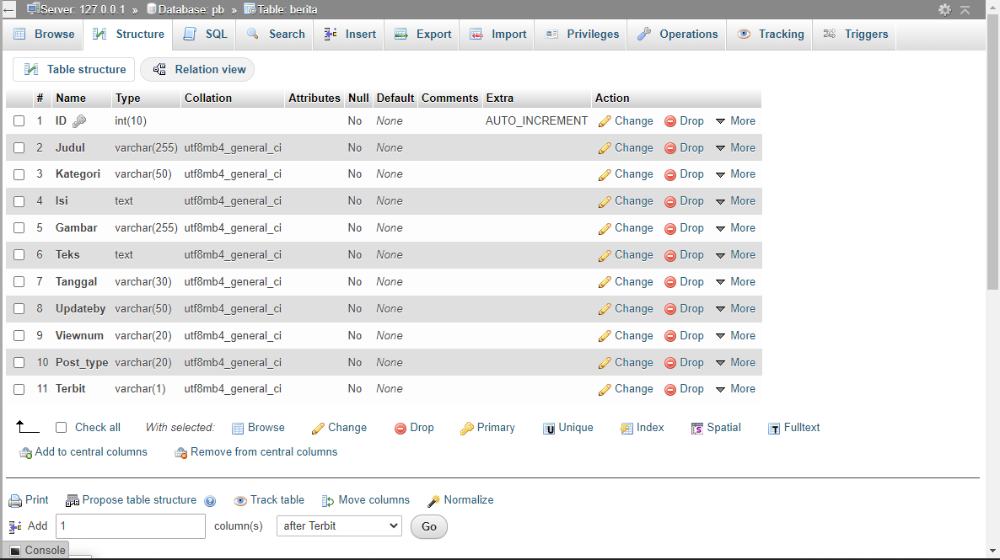 Server: 127.0.0.1 » Database: pb » Table: berita
Browse Structure SQL Search Insert Export Import Privileges Operations Tracking Triggers
Table structure Relation view
# Name Type Collation Attributes Null Default Comments Extra Action
1 ID int(10) No None AUTO_INCREMENT Change Drop More
2 Judul varchar(255) utf8mb4_general_ci No None Change Drop More
3 Kategori varchar(50) utf8mb4_general_ci No None Change Drop More
4 Isi text utf8mb4_general_ci No None Change Drop More
5 Gambar varchar(255) utf8mb4_general_ci No None Change Drop More
6 Teks text utf8mb4_general_ci No None Change Drop More
7 Tanggal varchar(30) utf8mb4_general_ci No None Change Drop More
8 Updateby varchar(50) utf8mb4_general_ci No None Change Drop More
9 Viewnum varchar(20) utf8mb4_general_ci No None Change Drop More
10 Post_type varchar(20) utf8mb4_general_ci No None Change Drop More
11 Terbit varchar(1) utf8mb4_general_ci No None Change Drop More
Check all With selected: Browse Change Drop Primary Unique Index Spatial Fulltext
Add to central columns Remove from central columns
Print Propose table structure Track table Move columns Normalize
Add 1 column(s) after Terbit Go
Console